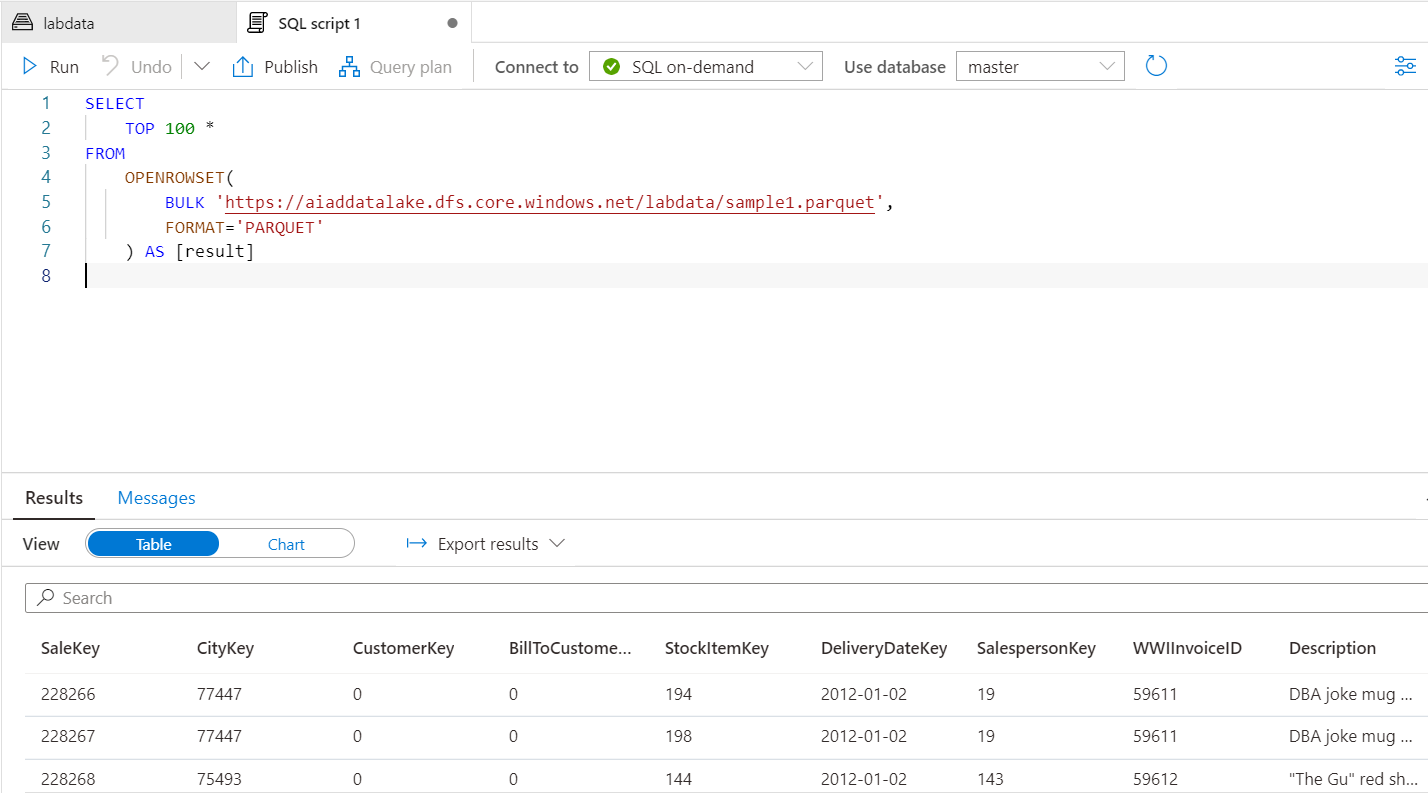 labdata SQL script 1
Run Undo Publish Query plan Connect to SQL on-demand Use database master
1 SELECT
2 TOP 100 *
3 FROM
4 OPENROWSET(
5 BULK 'https://aiaddatalake.dfs.core.windows.net/labdata/sample1.parquet',
6 FORMAT='PARQUET'
7 ) AS [result]
8
Results Messages
View Table Chart Export results
Search
SaleKey CityKey CustomerKey BillToCustome... StockItemKey DeliveryDateKey SalespersonKey WWIInvoiceID Description
228266 77447 0 0 194 2012-01-02 19 59611 DBA joke mug ...
228267 77447 0 0 198 2012-01-02 19 59611 DBA joke mug ...
228268 75493 0 0 144 2012-01-02 143 59612 "The Gu" red sh...